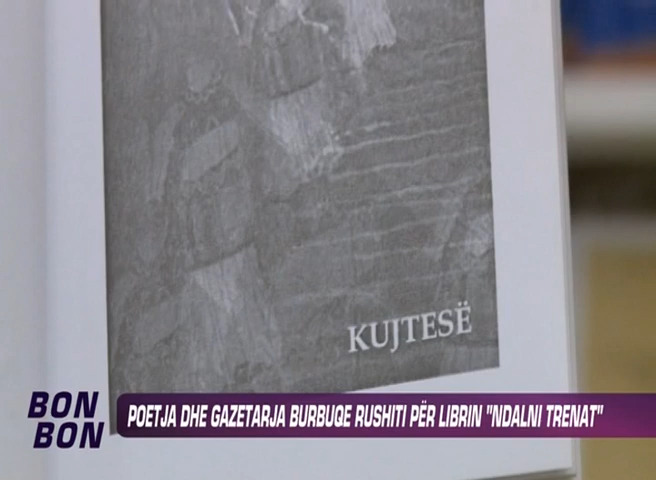 KUJTESË
BON
BON
POETJA DHE GAZETARJA BURBUQE RUSHITI PËR LIBRIN "NDALNI TRENAT"